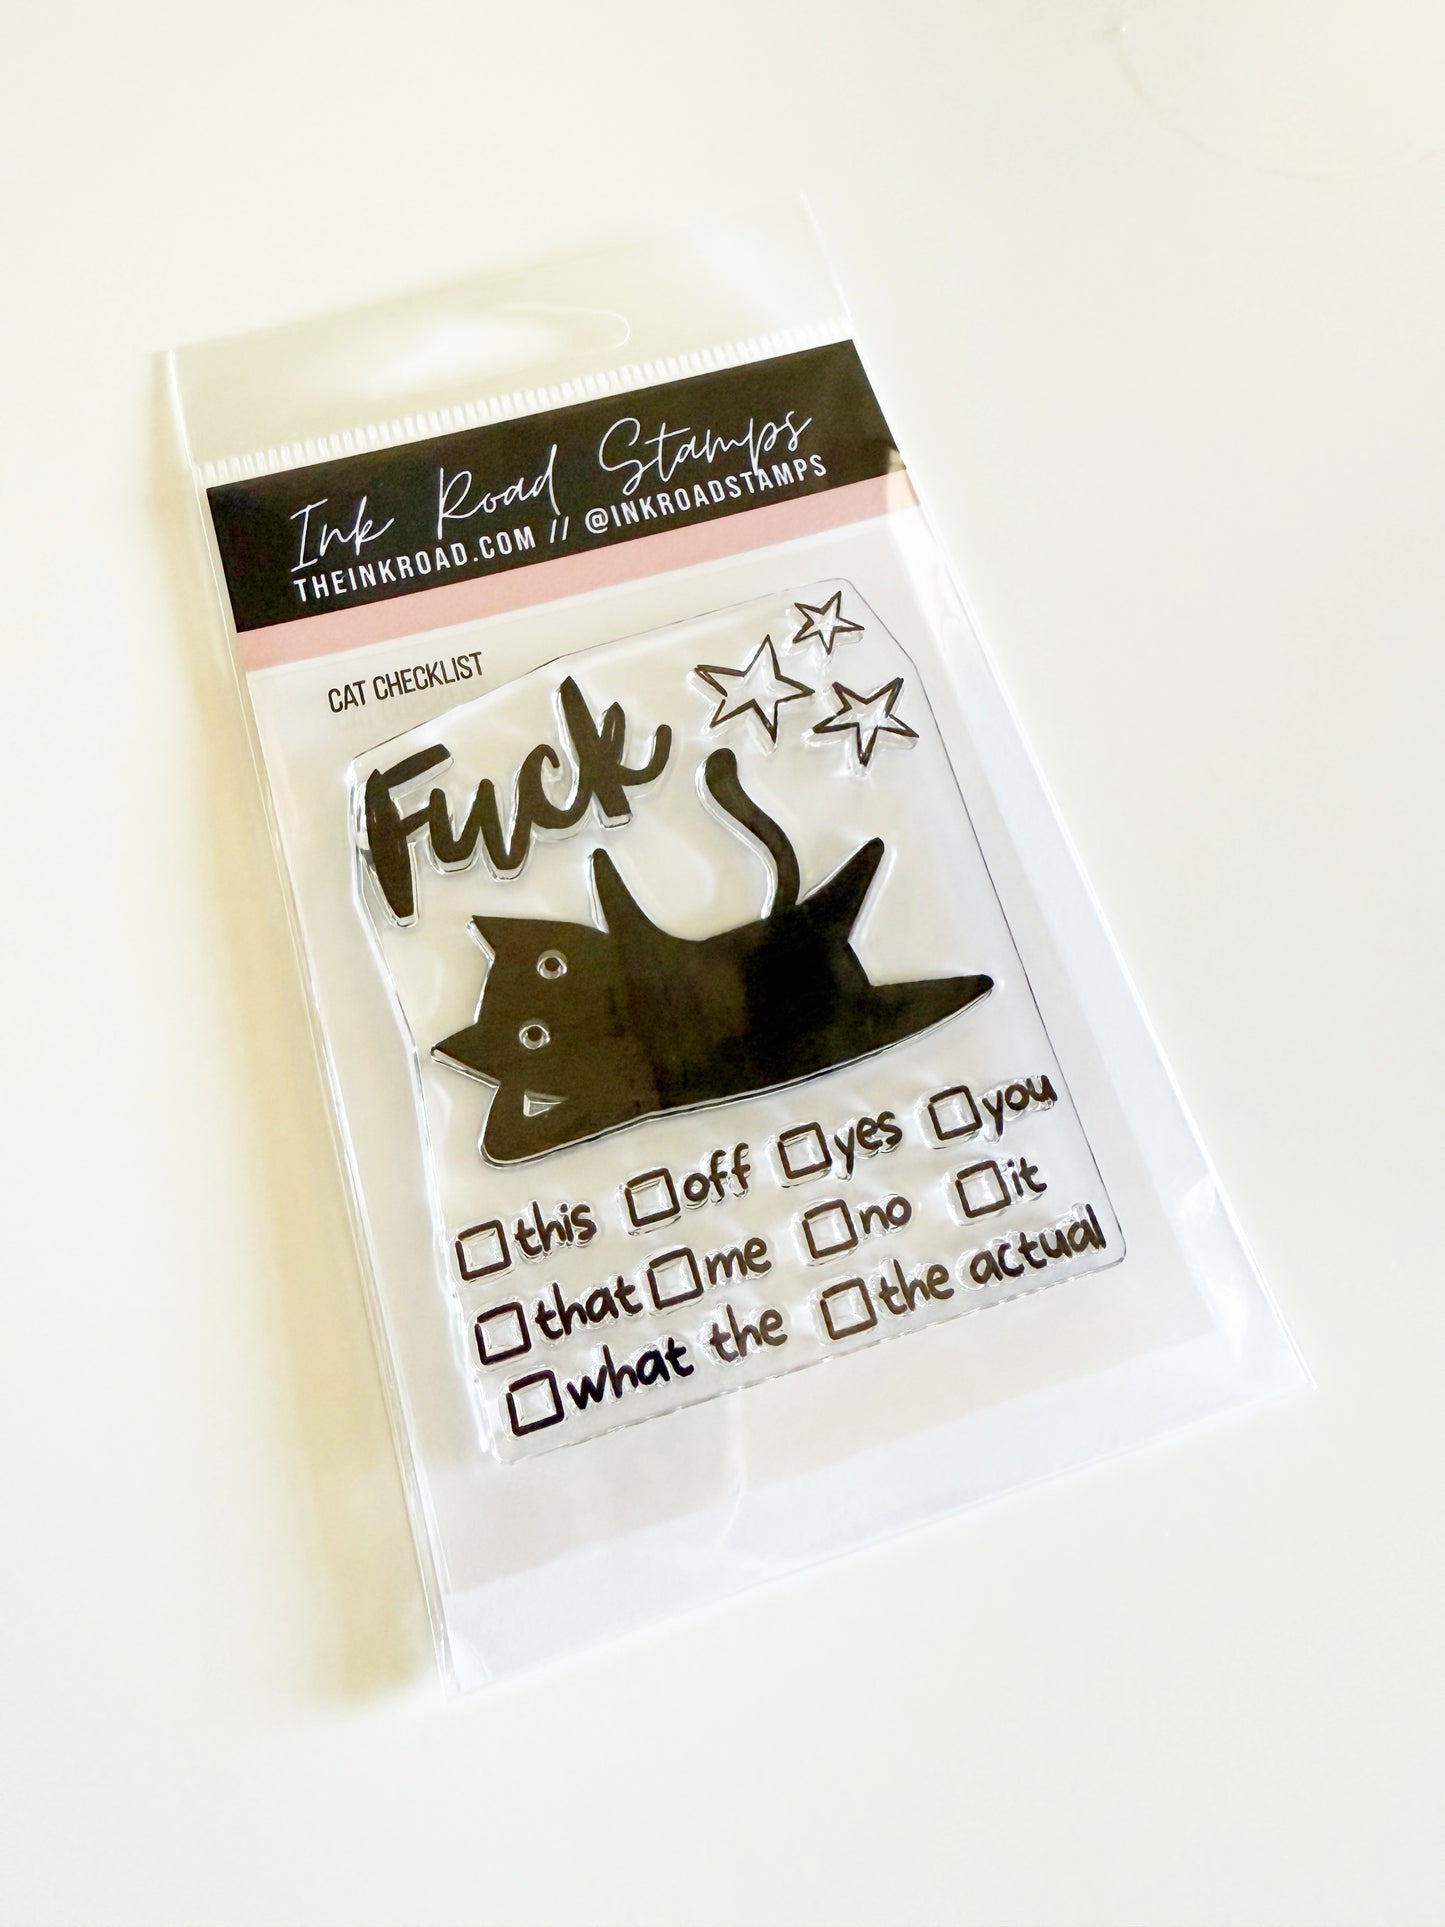 Ink Road Stamps
THEINKROAD.COM // @INKROADSTAMPS
CAT CHECKLIST
Fuck
☐ this ☐ off ☐ yes ☐ you
☐ that ☐ me ☐ no ☐ it
☐ what the ☐ the actual